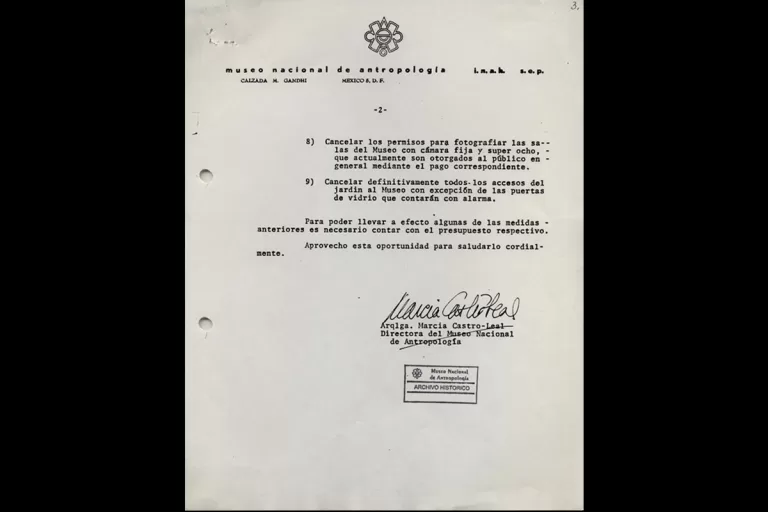 3.
museo nacional de antropología i.n.a.h. s.e.p.
CALZADA M. GANDHI MEXICO 5, D. F.
-2-
8) Cancelar los permisos para fotografiar las sa--
las del Museo con cámara fija y super ocho, -
que actualmente son otorgados al público en -
general mediante el pago correspondiente.
9) Cancelar definitivamente todos los accesos del
jardín al Museo con excepción de las puertas
de vidrio que contarán con alarma.
Para poder llevar a efecto algunas de las medidas -
anteriores es necesario contar con el presupuesto respectivo.
Aprovecho esta oportunidad para saludarlo cordial-
mente.
Marcia Castro Leal
Arqlga. Marcia Castro-Leal
Directora del Museo Nacional
de Antropología
Museo Nacional
de Antropología
ARCHIVO HISTORICO